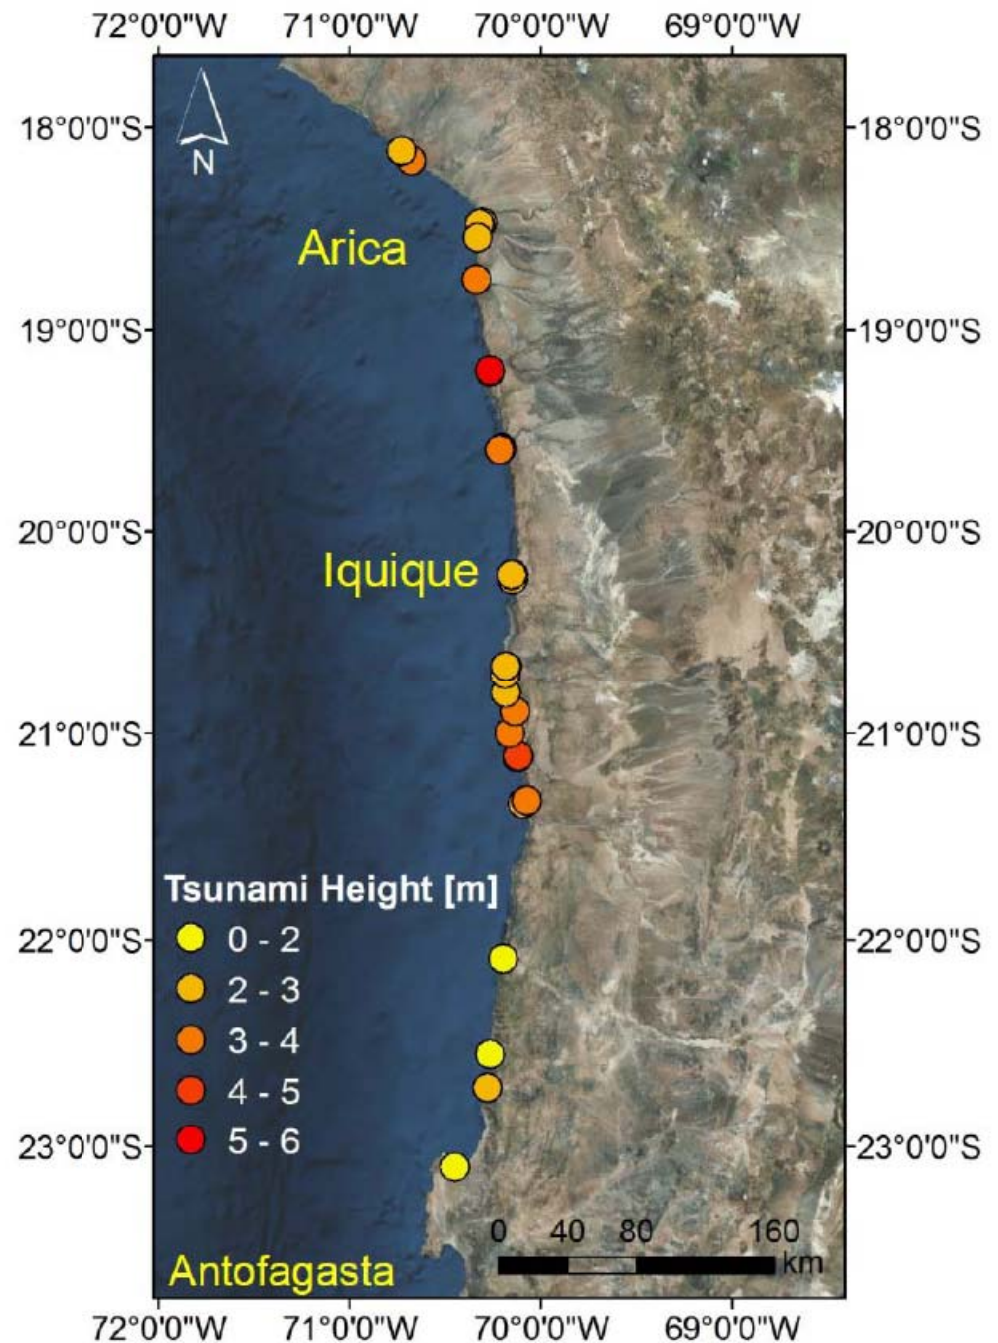 72°0'0"W 71°0'0"W 70°0'0"W 69°0'0"W
N
18°0'0"S 18°0'0"S
Arica
19°0'0"S 19°0'0"S
20°0'0"S 20°0'0"S
Iquique
21°0'0"S 21°0'0"S
Tsunami Height [m]
22°0'0"S 22°0'0"S
0 - 2
2 - 3
3 - 4
4 - 5
5 - 6
23°0'0"S 23°0'0"S
0 40 80 160
km
Antofagasta
72°0'0"W 71°0'0"W 70°0'0"W 69°0'0"W